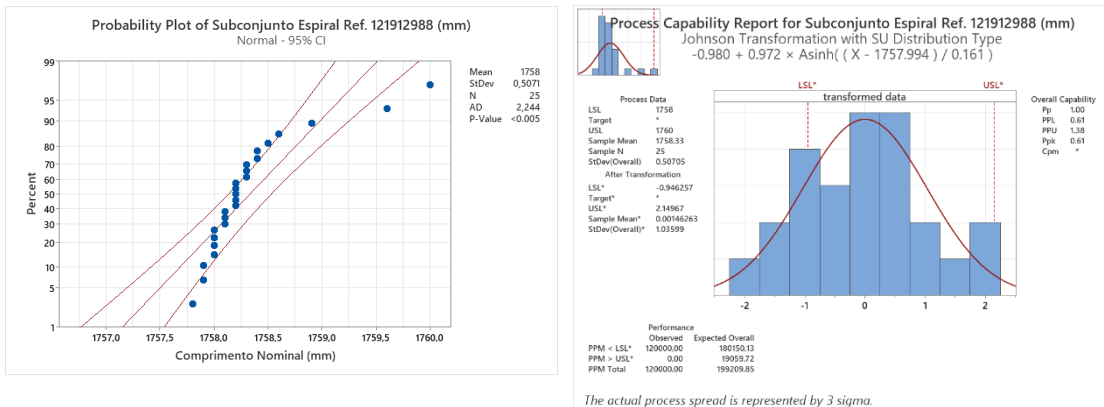 Probability Plot of Subconjunto Espiral Ref. 121912988 (mm)
Normal - 95% CI
99
95
90
80
70
60
50
40
30
20
10
5
1
Percent
1757,0 1757,5 1758,0 1758,5 1759,0 1759,5 1760,0
Comprimento Nominal (mm)
Mean 1758
StDev 0,5071
N 25
AD 2,244
P-Value <0.005
Process Capability Report for Subconjunto Espiral Ref. 121912988 (mm)
Johnson Transformation with SU Distribution Type
-0.980 + 0.972 × Asinh( ( X - 1757.994 ) / 0.161 )
LSL* USL*
transformed data
Process Data
LSL 1758
Target *
USL 1760
Sample Mean 1758.33
Sample N 25
StDev(Overall) 0.50705
After Transformation
LSL* -0.946257
Target* *
USL* 2.14967
Sample Mean* 0.00146263
StDev(Overall)* 1.03599
Overall Capability
Pp 1.00
PPL 0.61
PPU 1.38
Ppk 0.61
Cpm *
-2 -1 0 1 2
Performance
Observed Expected Overall
PPM < LSL* 120000.00 180150.13
PPM > USL* 0.00 19059.72
PPM Total 120000.00 199209.85
The actual process spread is represented by 3 sigma.